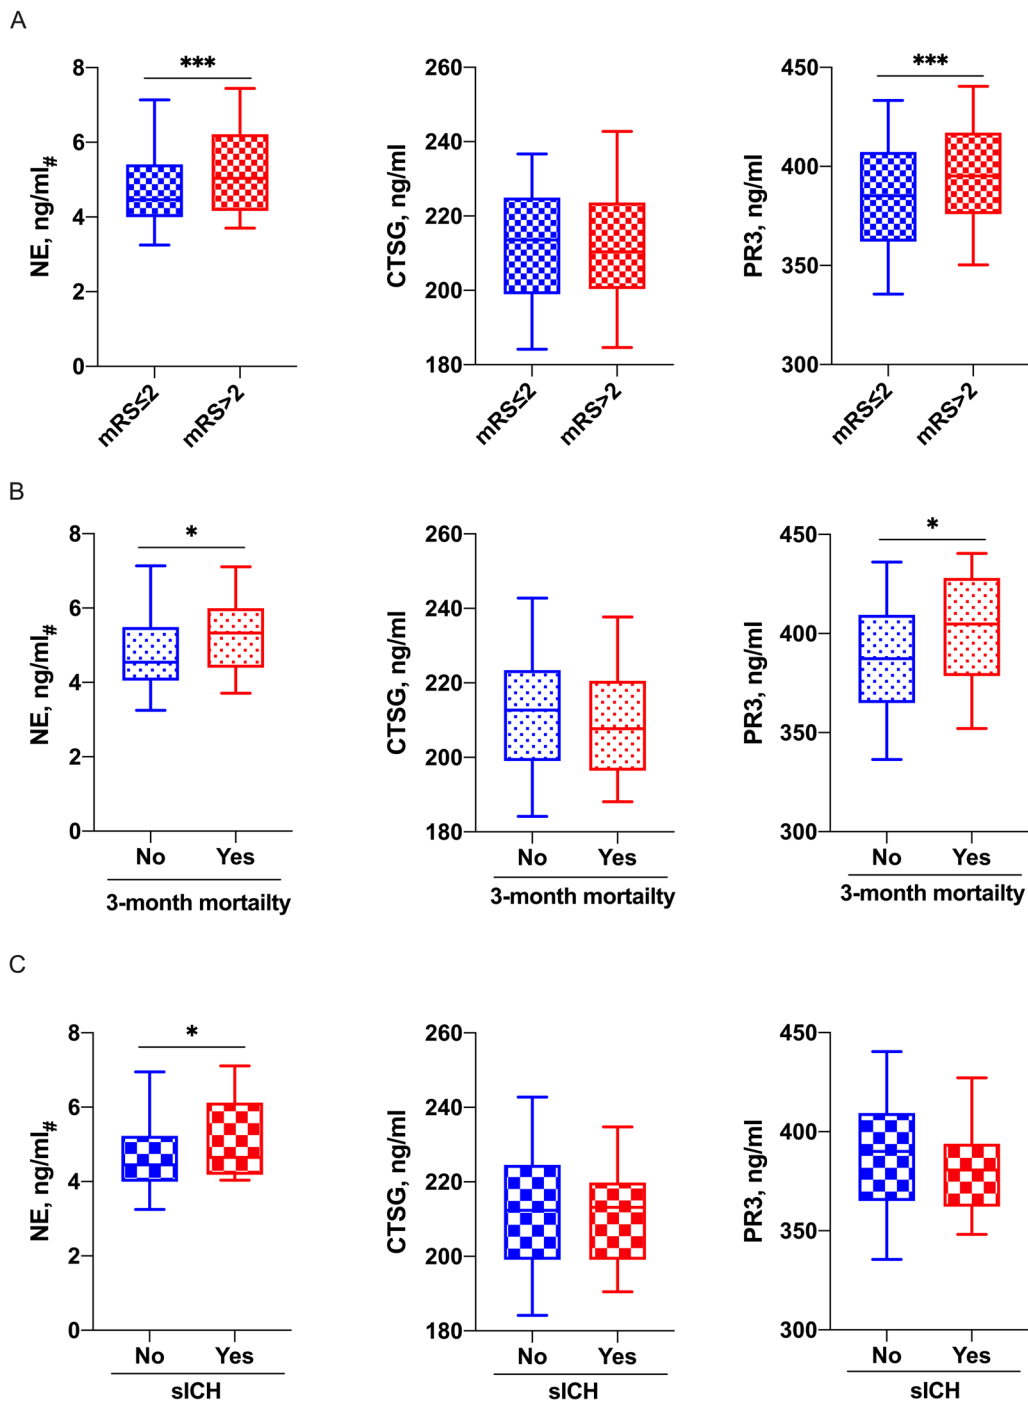 A
NE, ng/ml#
8
6
4
2
0
***
mRS≤2
mRS>2
CTSG, ng/ml
260
240
220
200
180
mRS≤2
mRS>2
PR3, ng/ml
450
400
350
300
***
mRS≤2
mRS>2
B
NE, ng/ml#
8
6
4
2
0
*
No Yes
3-month mortailty
CTSG, ng/ml
260
240
220
200
180
No Yes
3-month mortailty
PR3, ng/ml
450
400
350
300
*
No Yes
3-month mortailty
C
NE, ng/ml#
8
6
4
2
0
*
No Yes
sICH
CTSG, ng/ml
260
240
220
200
180
No Yes
sICH
PR3, ng/ml
450
400
350
300
No Yes
sICH